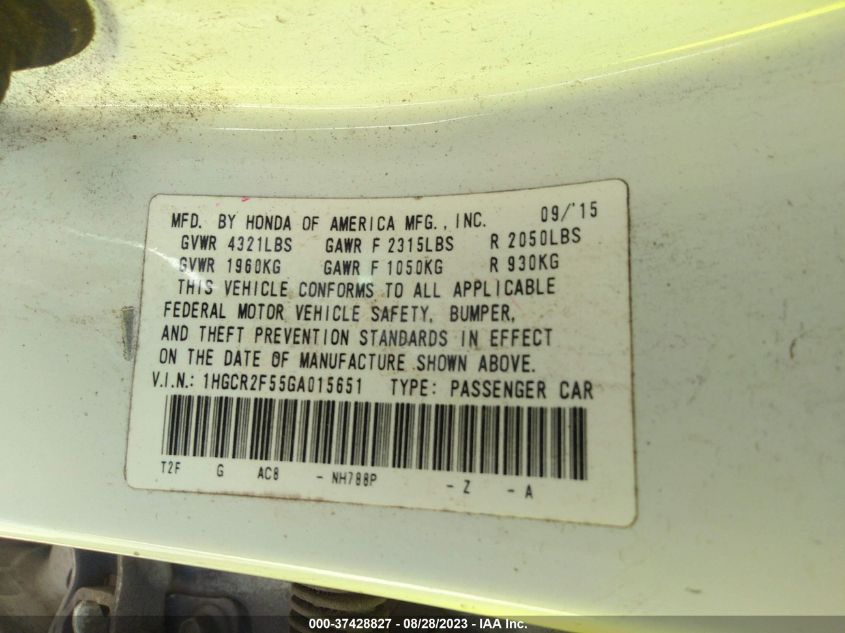 MFD. BY HONDA OF AMERICA MFG., INC. 09/'15
GVWR 4321LBS GAWR F 2315LBS R 2050LBS
GVWR 1960KG GAWR F 1050KG R 930KG
THIS VEHICLE CONFORMS TO ALL APPLICABLE
FEDERAL MOTOR VEHICLE SAFETY, BUMPER,
AND THEFT PREVENTION STANDARDS IN EFFECT
ON THE DATE OF MANUFACTURE SHOWN ABOVE.
V.I.N.: 1HGCR2F55GA015651 TYPE: PASSENGER CAR
T2F G AC8 - NH788P - Z - A
000-37428827 - 08/28/2023 - IAA Inc.